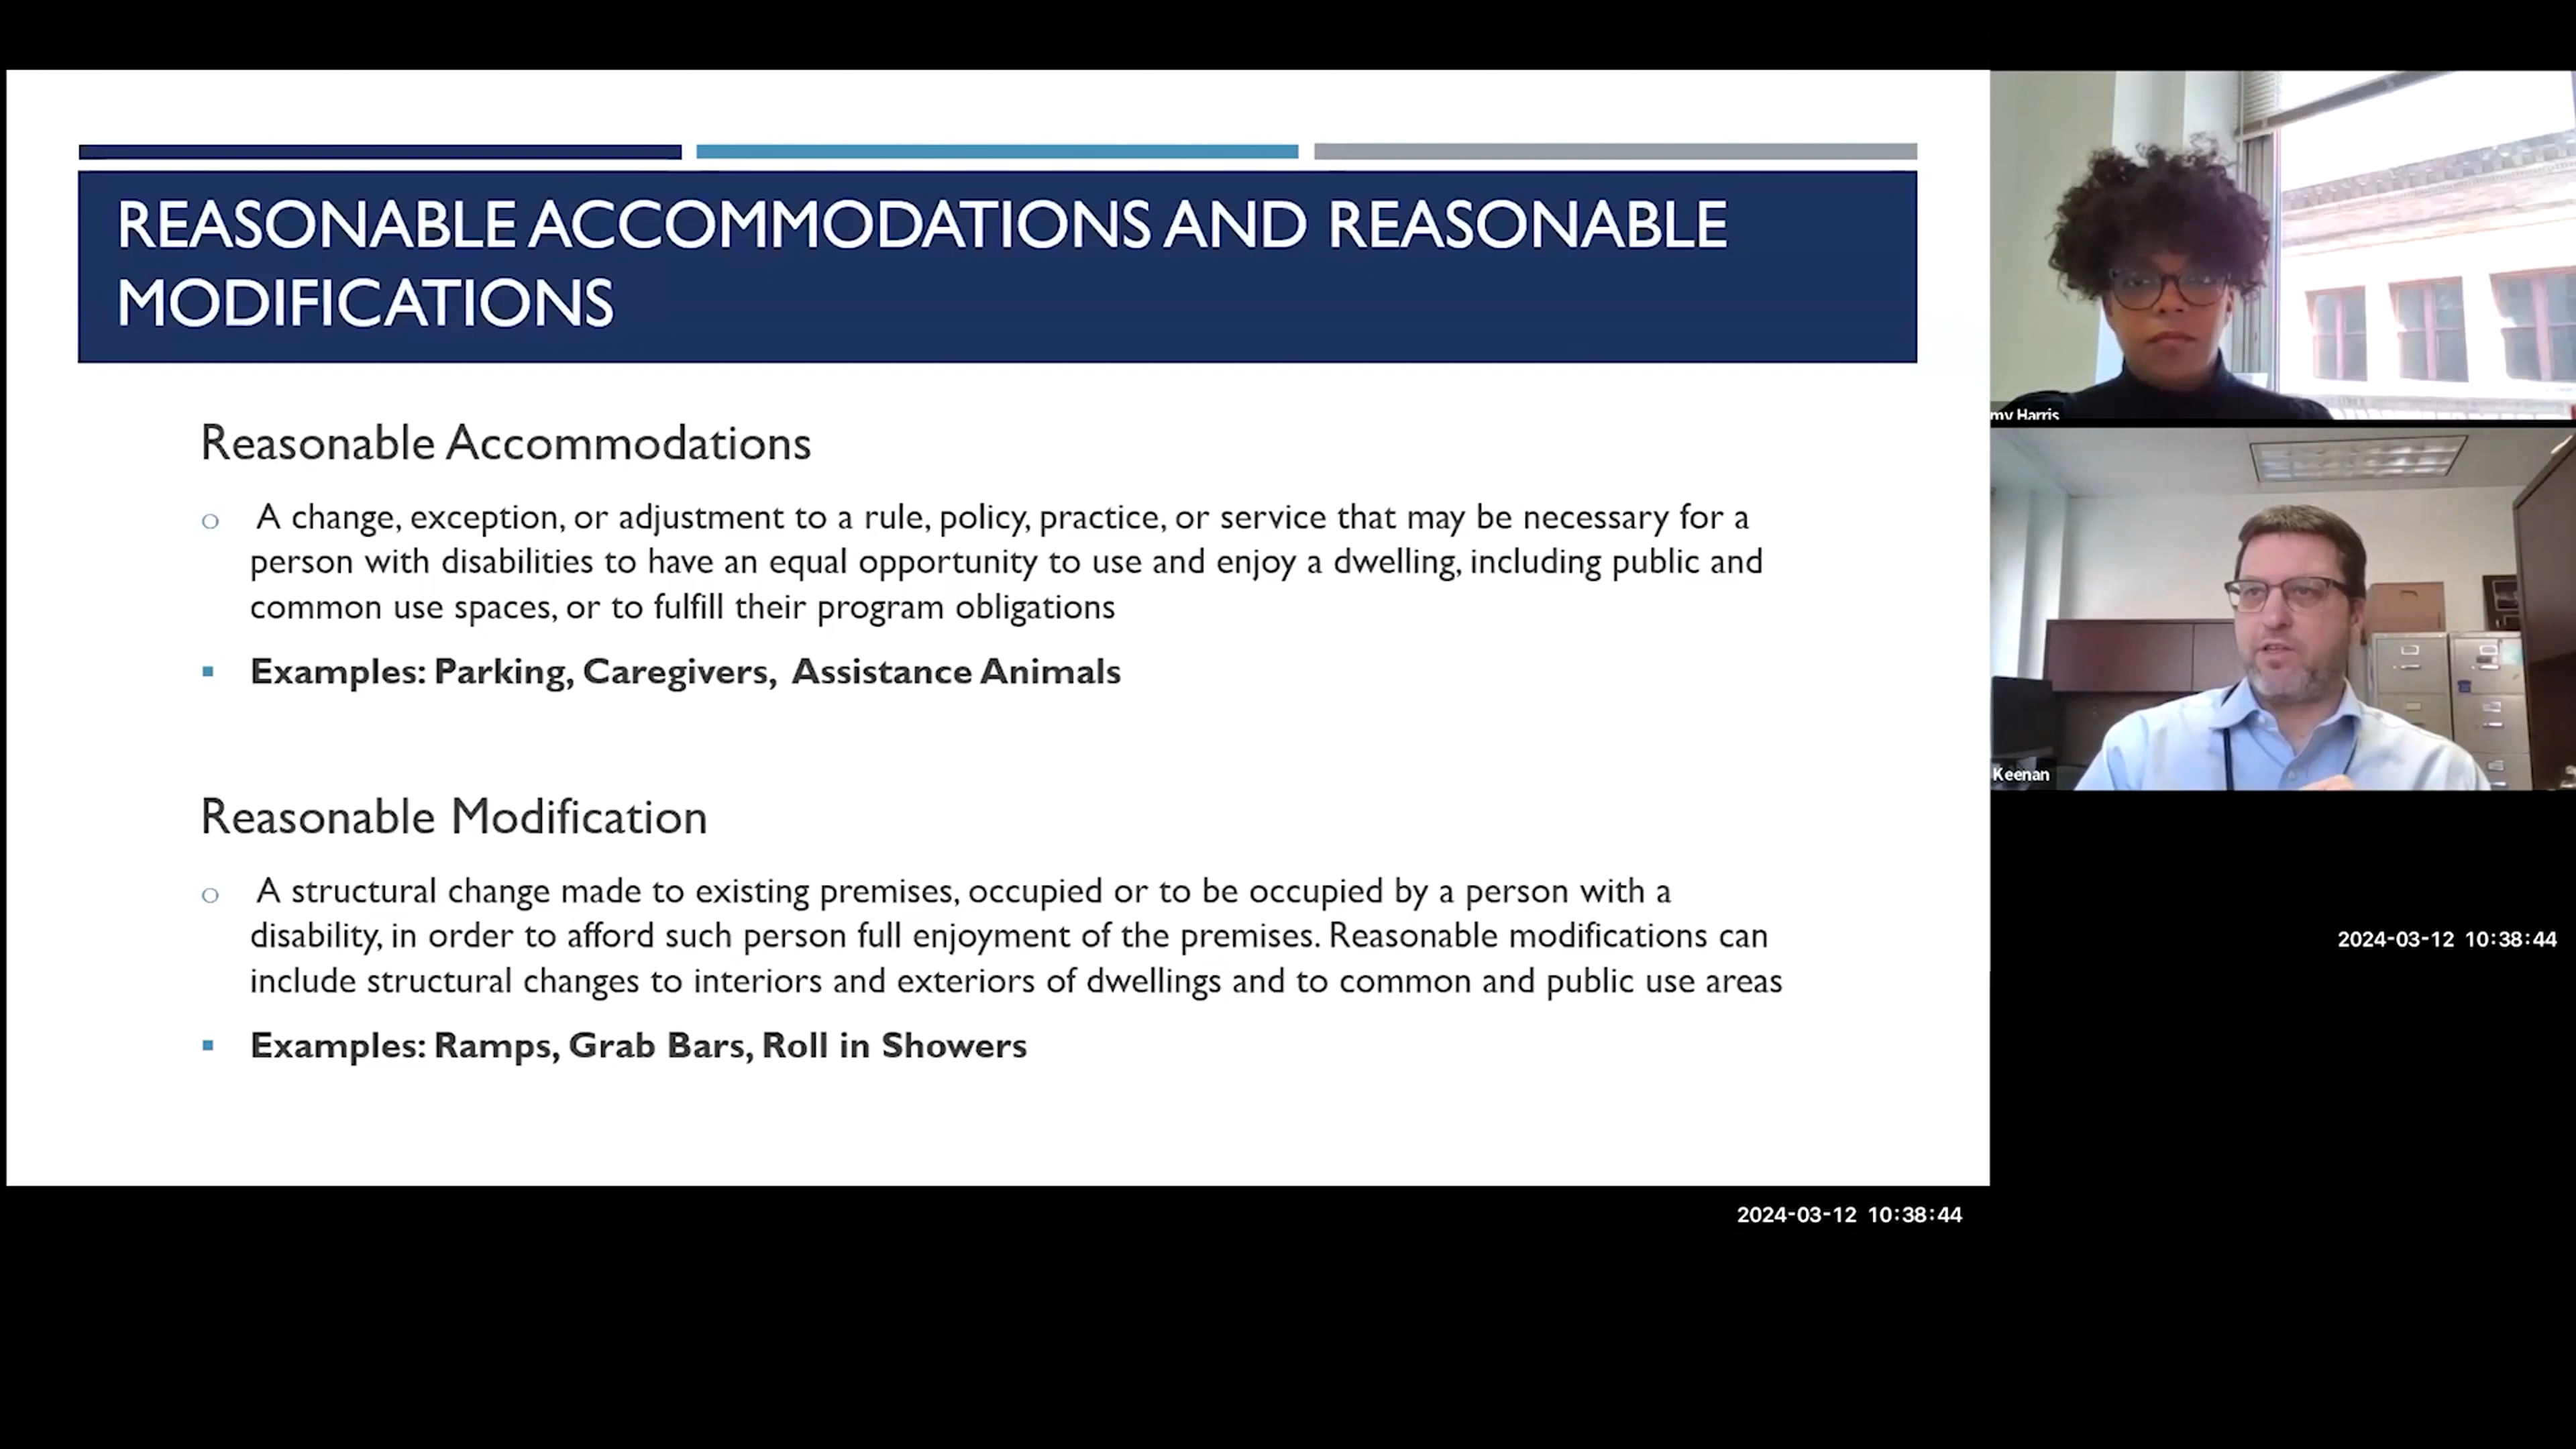 REASONABLE ACCOMMODATIONS AND REASONABLE
MODIFICATIONS
Reasonable Accommodations
A change, exception, or adjustment to a rule, policy, practice, or service that may be necessary for a
person with disabilities to have an equal opportunity to use and enjoy a dwelling, including public and
common use spaces, or to fulfill their program obligations
Examples: Parking, Caregivers, Assistance Animals
Reasonable Modification
A structural change made to existing premises, occupied or to be occupied by a person with a
disability, in order to afford such person full enjoyment of the premises. Reasonable modifications can
include structural changes to interiors and exteriors of dwellings and to common and public use areas
Examples: Ramps, Grab Bars, Roll in Showers
my Harris
Keenan
2024-03-12 10:38:44
2024-03-12 10:38:44